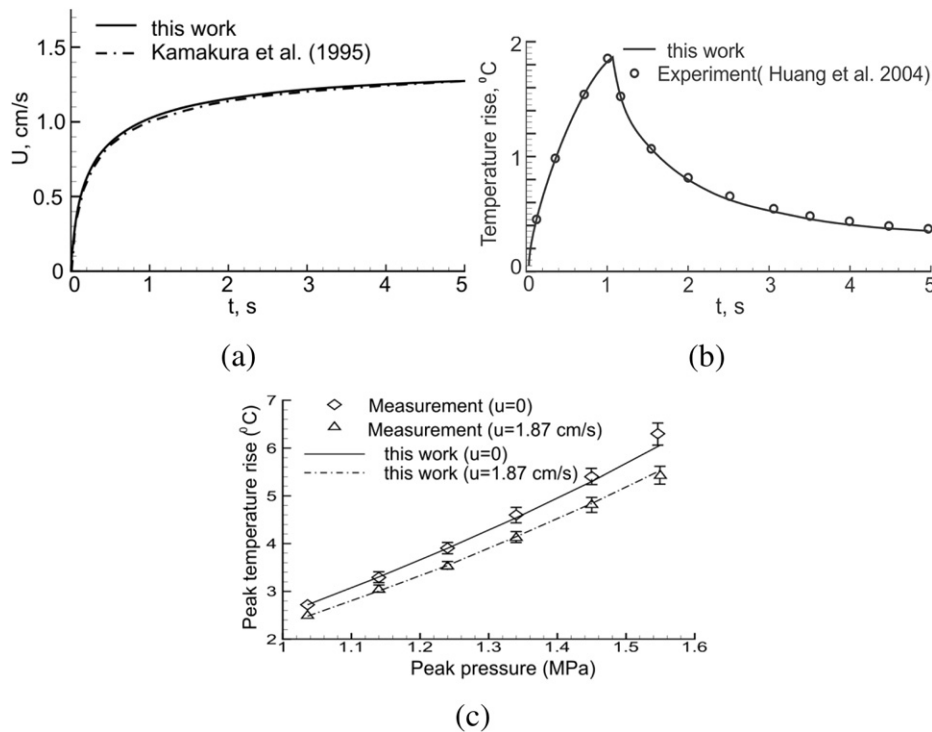 this work
Kamakura et al. (1995)
1.5
1.0
0.5
0
U, cm/s
0 1 2 3 4 5
t, s
(a)
this work
Experiment( Huang et al. 2004)
2
1
0
Temperature rise, ⁰C
0 1 2 3 4 5
t, s
(b)
Measurement (u=0)
Measurement (u=1.87 cm/s)
this work (u=0)
this work (u=1.87 cm/s)
7
6
5
4
3
2
Peak temperature rise (⁰C)
1 1.1 1.2 1.3 1.4 1.5 1.6
Peak pressure (MPa)
(c)